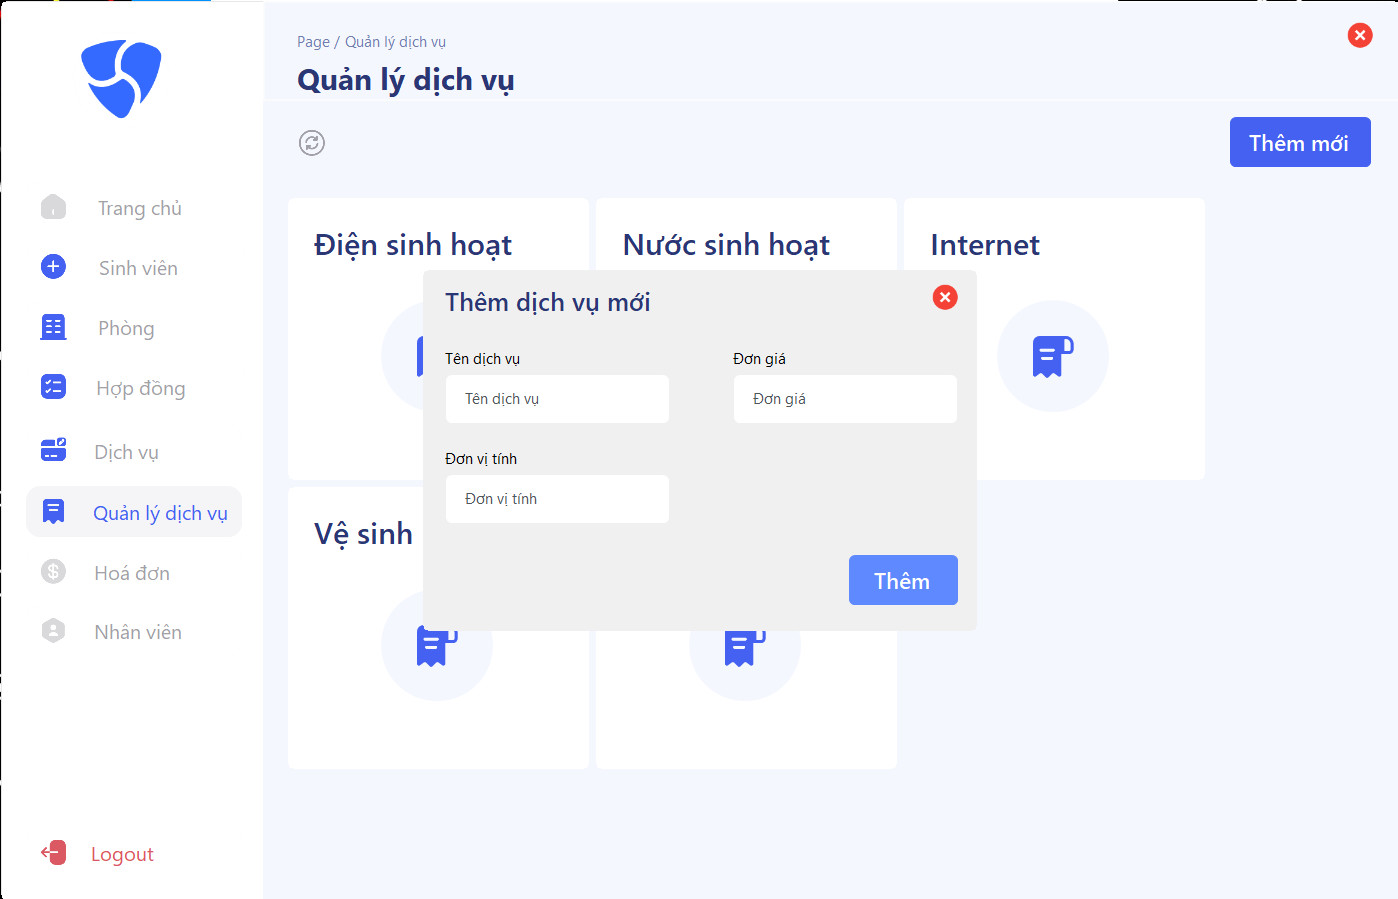 Page / Quản lý dịch vụ
Quản lý dịch vụ
Thêm mới
Trang chủ
Sinh viên
Phòng
Hợp đồng
Dịch vụ
Quản lý dịch vụ
Hoá đơn
Nhân viên
Logout
Điện sinh hoạt
Nước sinh hoạt
Internet
Vệ sinh
Thêm dịch vụ mới
Tên dịch vụ
Đơn giá
Tên dịch vụ
Đơn giá
Đơn vị tính
Đơn vị tính
Thêm